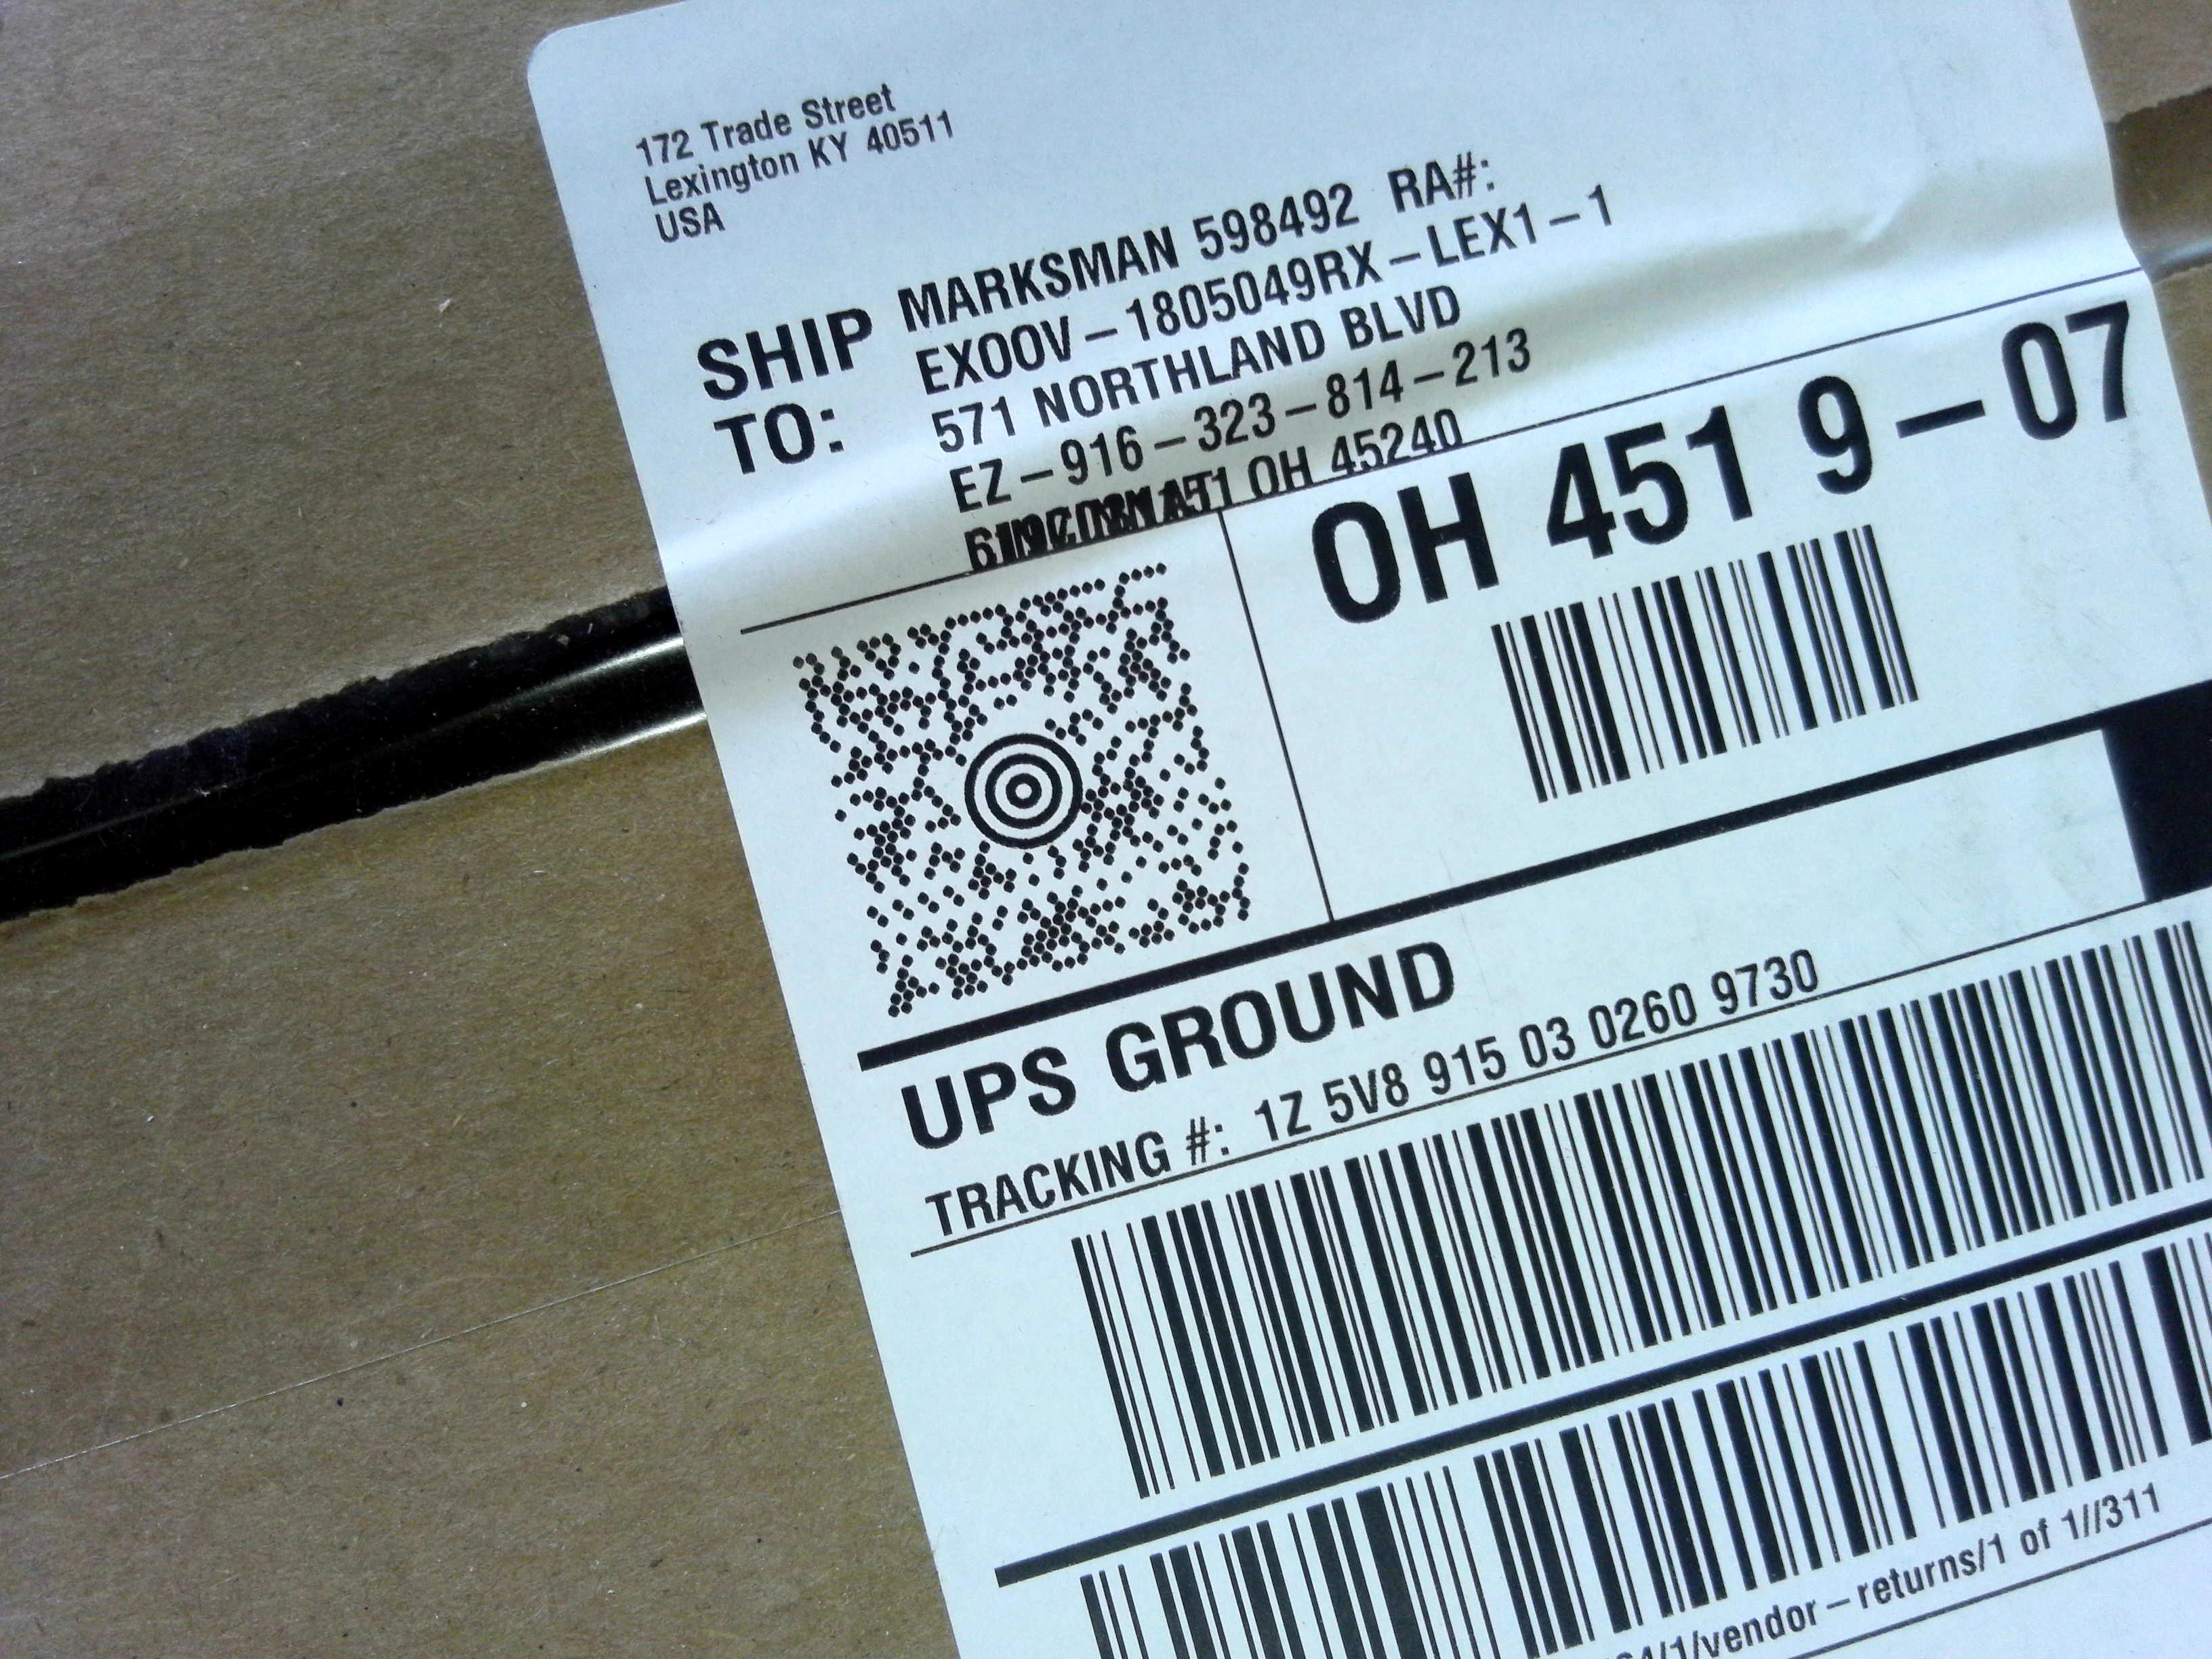 172 Trade Street
Lexington KY 40511
USA
SHIP TO:
MARKSMAN 598492 RA#:
EXOOV-1805049RX-LEX1-1
571 NORTHLAND BLVD
EZ-916-323-814-213
OH 45240
OH 451 9-07
UPS GROUND
TRACKING #: 1Z 5V8 915 03 0260 9730
/1/vendor-returns/1 of 1//311